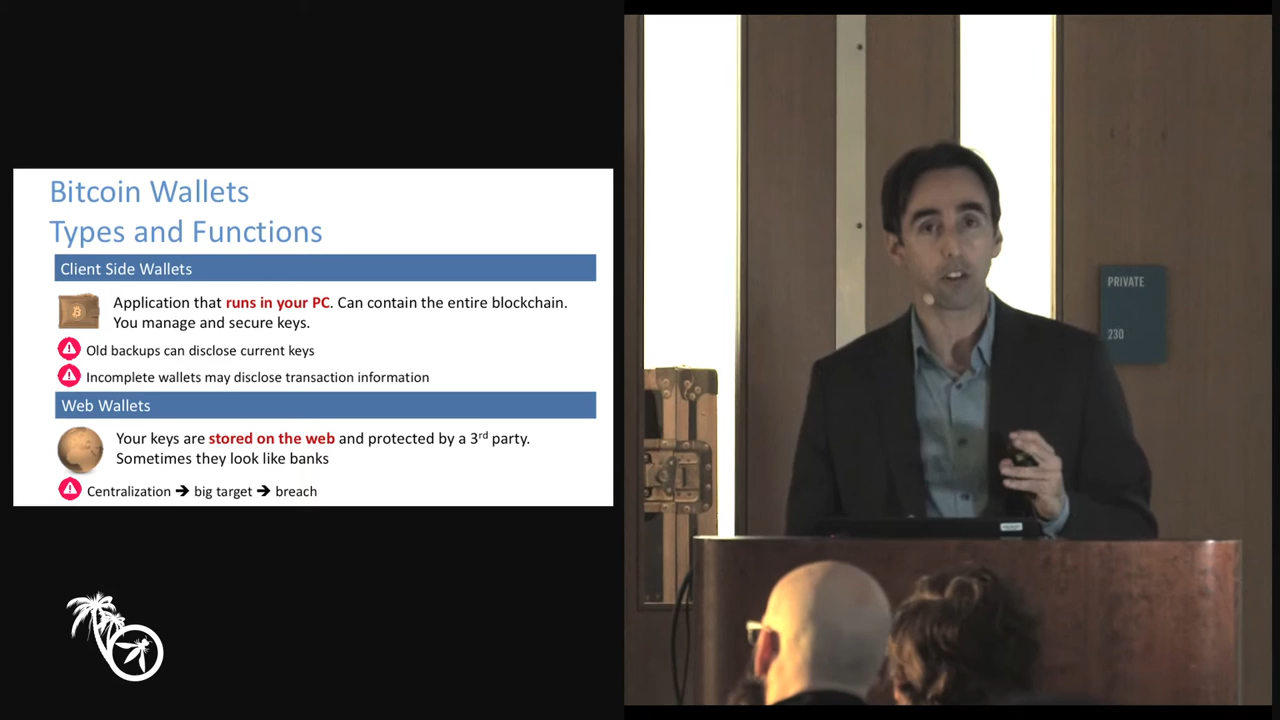 Bitcoin Wallets
Types and Functions
Client Side Wallets
Application that runs in your PC. Can contain the entire blockchain.
You manage and secure keys.
Old backups can disclose current keys
Incomplete wallets may disclose transaction information
Web Wallets
Your keys are stored on the web and protected by a 3rd party.
Sometimes they look like banks
Centralization ➔ big target ➔ breach
PRIVATE
230